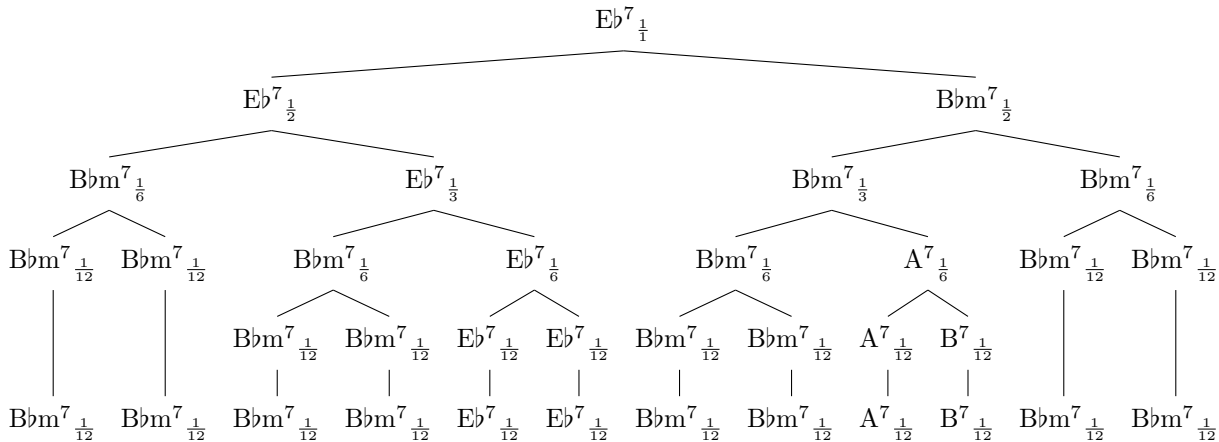 E♭⁷ 1/1
E♭⁷ 1/2 B♭m⁷ 1/2
B♭m⁷ 1/6 E♭⁷ 1/3 B♭m⁷ 1/3 B♭m⁷ 1/6
B♭m⁷ 1/12 B♭m⁷ 1/12 B♭m⁷ 1/6 E♭⁷ 1/6 B♭m⁷ 1/6 A⁷ 1/6 B♭m⁷ 1/12 B♭m⁷ 1/12
B♭m⁷ 1/12 B♭m⁷ 1/12 E♭⁷ 1/12 E♭⁷ 1/12 B♭m⁷ 1/12 B♭m⁷ 1/12 A⁷ 1/12 B⁷ 1/12
B♭m⁷ 1/12 B♭m⁷ 1/12 B♭m⁷ 1/12 B♭m⁷ 1/12 E♭⁷ 1/12 E♭⁷ 1/12 B♭m⁷ 1/12 B♭m⁷ 1/12 A⁷ 1/12 B⁷ 1/12 B♭m⁷ 1/12 B♭m⁷ 1/12